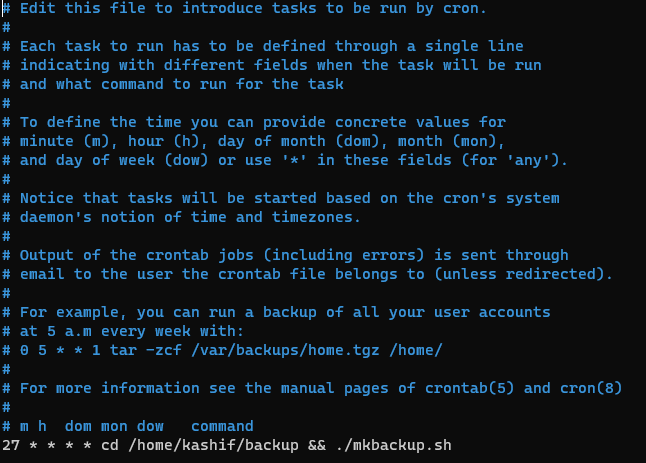 # Edit this file to introduce tasks to be run by cron.
#
# Each task to run has to be defined through a single line
# indicating with different fields when the task will be run
# and what command to run for the task
#
# To define the time you can provide concrete values for
# minute (m), hour (h), day of month (dom), month (mon),
# and day of week (dow) or use '*' in these fields (for 'any').
#
# Notice that tasks will be started based on the cron's system
# daemon's notion of time and timezones.
#
# Output of the crontab jobs (including errors) is sent through
# email to the user the crontab file belongs to (unless redirected).
#
# For example, you can run a backup of all your user accounts
# at 5 a.m every week with:
# 0 5 * * 1 tar -zcf /var/backups/home.tgz /home/
#
# For more information see the manual pages of crontab(5) and cron(8)
#
# m h  dom mon dow   command
27 * * * * cd /home/kashif/backup && ./mkbackup.sh